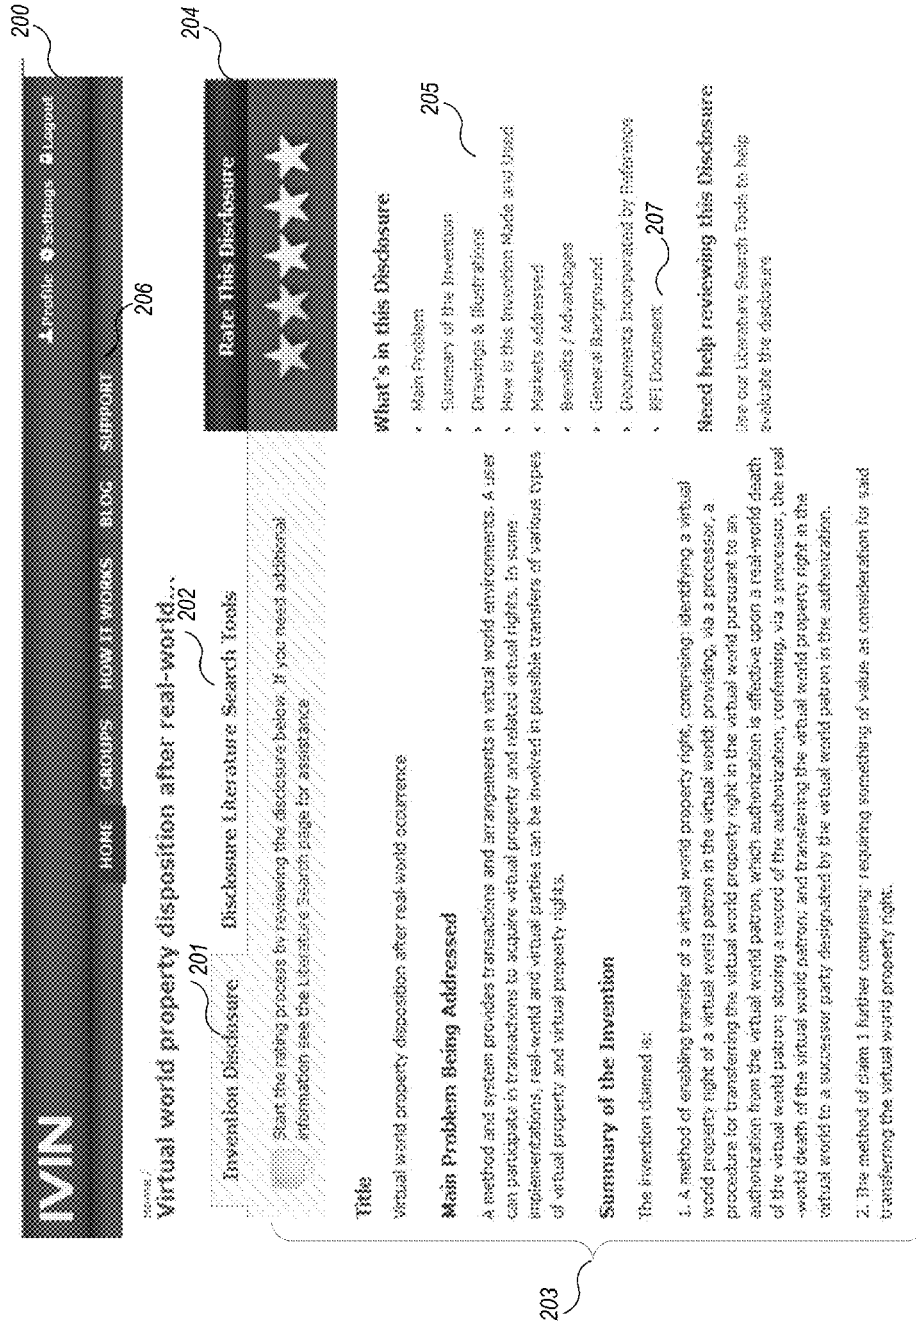 200
IVIN
Profile Settings Logout
HOME GROUPS HOW IT WORKS BLOG SUPPORT
206
Home/
Virtual world property disposition after real-world...
201
202
204
Invention Disclosure
Disclosure Literature Search Tools
Rate This Disclosure
Start the rating process by reviewing the disclosure below. If you need additional
information see the Literature Search page for assistance
203
Title
Virtual world property disposition after real-world occurrence
Main Problem Being Addressed
A method and system provides transactions and arrangements in virtual world environments. A user
can participate in transactions to acquire virtual property and related virtual rights. In some
implementations, real-world and virtual parties can be involved in possible transfers of various types
of virtual property and virtual property rights.
Summary of the Invention
The invention claimed is:
1. A method of enabling transfer of a virtual world property right, comprising: identifying a virtual
world property right of a virtual world patron in the virtual world; providing, via a processer, a
procedure for transferring the virtual world property right in the virtual world pursuant to an
authorization from the virtual world patron, which authorization is effective upon a real-world death
of the virtual world patron; storing a record of the authorization, confirming, via a processor, the real
-world death of the virtual world patron; and transferring the virtual world property right in the
virtual world to a successor party designated by the virtual world patron in the authorization.
2. The method of claim 1 further comprising: requiring something of value as consideration for said
transferring the virtual world property right.
What's in this Disclosure
205
Main Problem
Summary of the Invention
Drawings & Illustrations
How is this Invention Made and Used
Markets addressed
Benefits / Advantages
General Background
Documents Incorporated by Reference
RFI Document
207
Need help reviewing this Disclosure
Use our Literature Search Tools to help
evaluate the disclosure